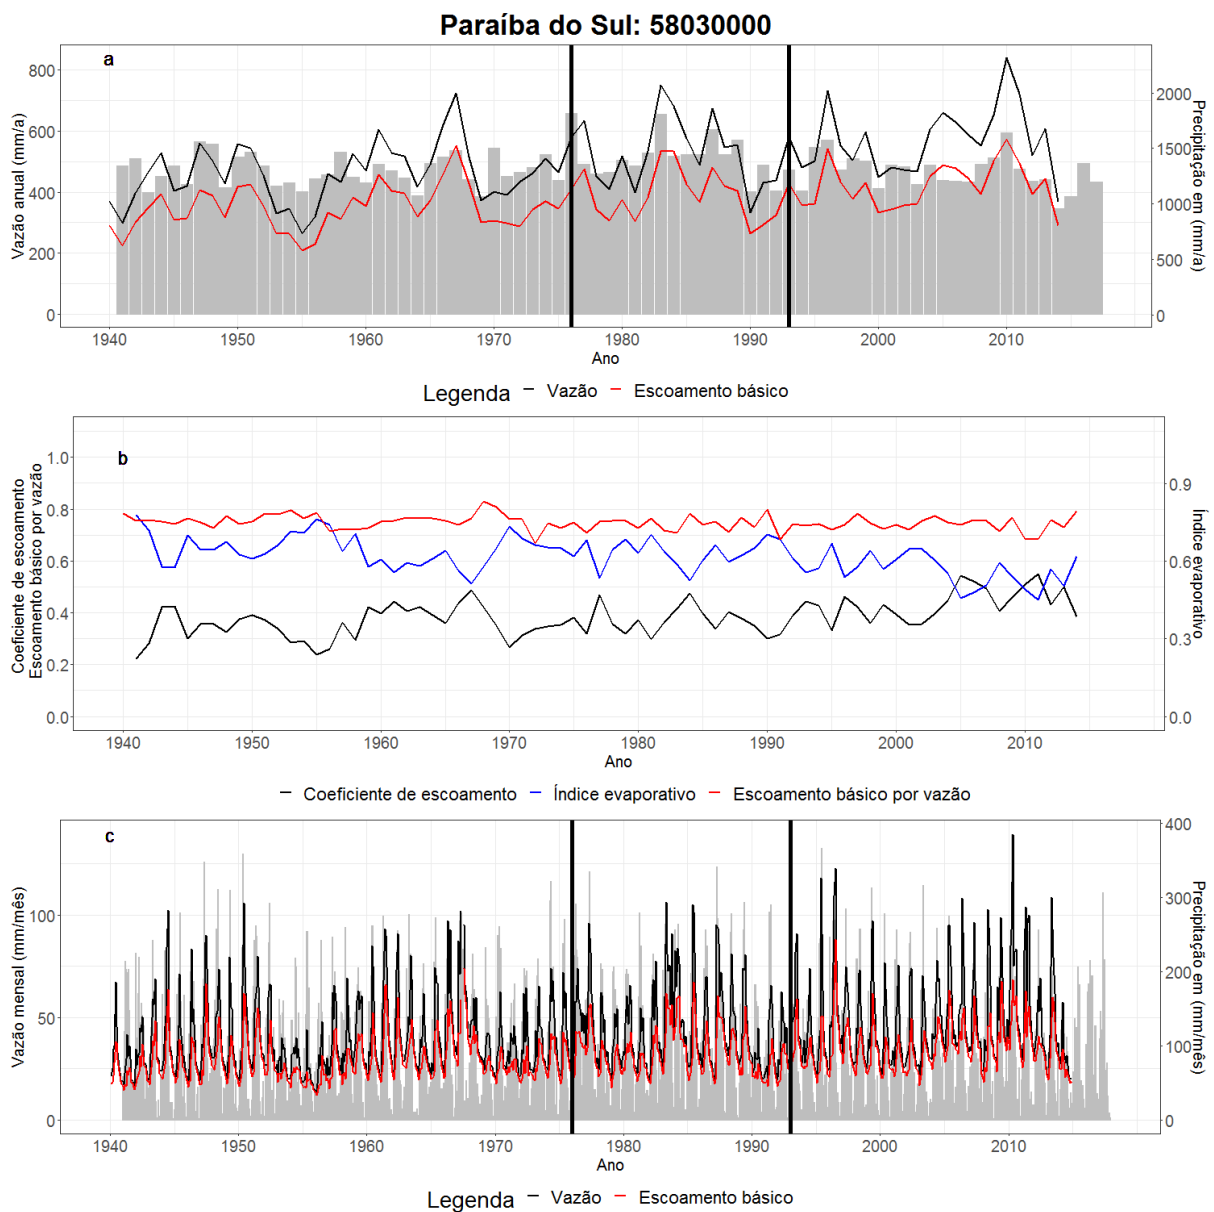 Paraíba do Sul: 58030000
a
Vazão anual (mm/a)
800
600
400
200
0
Precipitação em (mm/a)
2000
1500
1000
500
0
1940 1950 1960 1970 1980 1990 2000 2010
Ano
Legenda Vazão Escoamento básico
b
Coeficiente de escoamento
Escoamento básico por vazão
1.0
0.8
0.6
0.4
0.2
0.0
Índice evaporativo
0.9
0.6
0.3
0.0
1940 1950 1960 1970 1980 1990 2000 2010
Ano
Coeficiente de escoamento Índice evaporativo Escoamento básico por vazão
c
Vazão mensal (mm/mês)
100
50
0
Precipitação em (mm/mês)
400
300
200
100
0
1940 1950 1960 1970 1980 1990 2000 2010
Ano
Legenda Vazão Escoamento básico